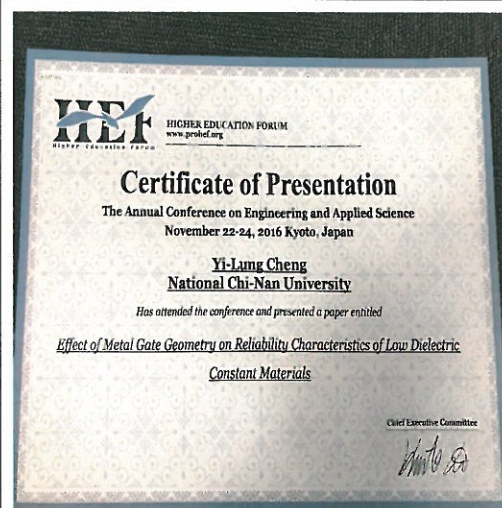 HEF
Higher Education Forum
HIGHER EDUCATION FORUM
www.prohef.org
Certificate of Presentation
The Annual Conference on Engineering and Applied Science
November 22-24, 2016 Kyoto, Japan
Yi-Lung Cheng
National Chi-Nan University
Has attended the conference and presented a paper entitled
Effect of Metal Gate Geometry on Reliability Characteristics of Low Dielectric
Constant Materials
Chief Executive Committee